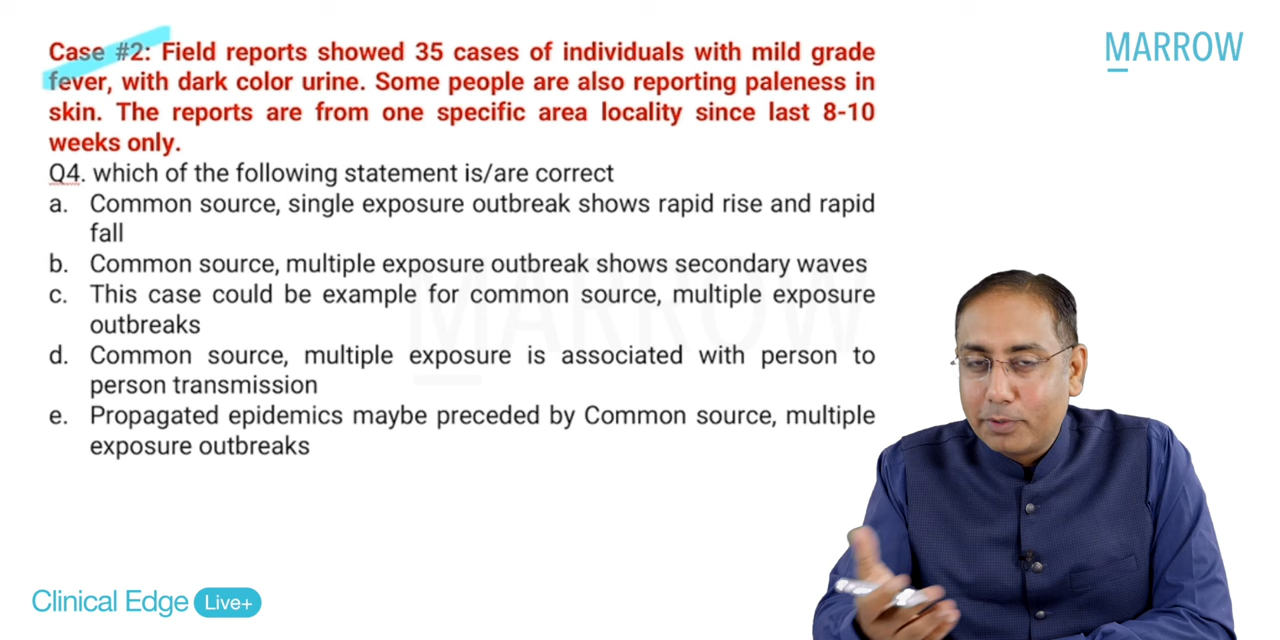 Case #2: Field reports showed 35 cases of individuals with mild grade
MARROW
fever, with dark color urine. Some people are also reporting paleness in
skin. The reports are from one specific area locality since last 8-10
weeks only.
Q4. which of the following statement is/are correct
a. Common source, single exposure outbreak shows rapid rise and rapid
fall
b. Common source, multiple exposure outbreak shows secondary waves
c. This case could be example for common source, multiple exposure
outbreaks
MARROW
d. Common source, multiple exposure is associated with person to
person transmission
e. Propagated epidemics maybe preceded by Common source, multiple
exposure outbreaks
Clinical Edge Live+